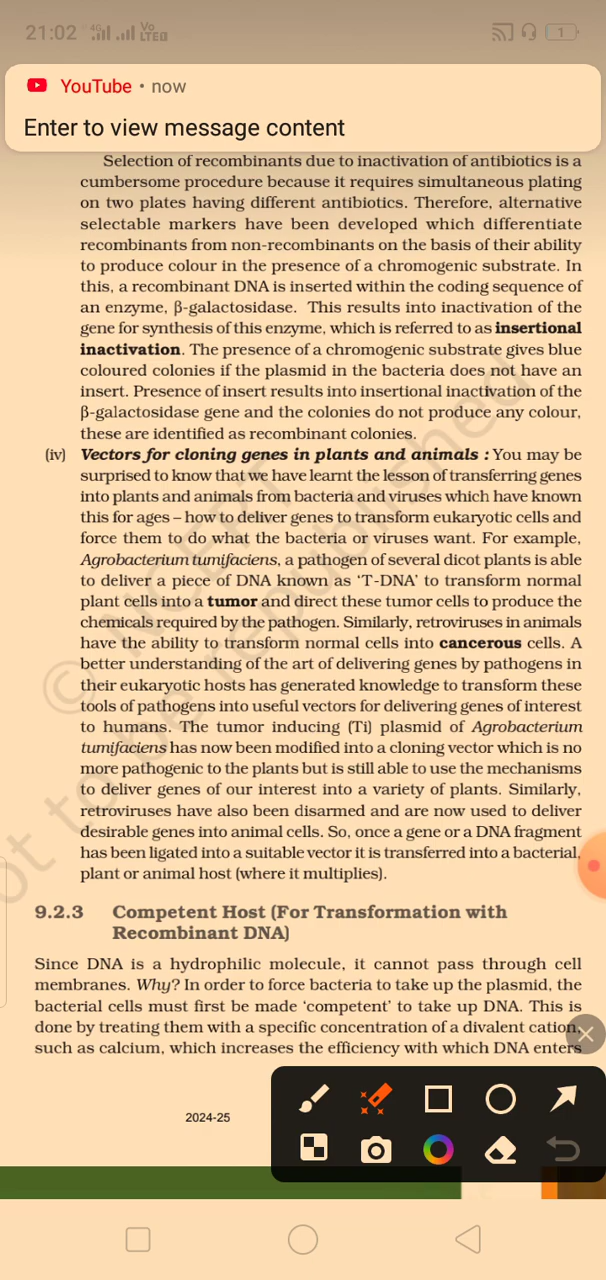 21:02 4G Vo LTE 1
YouTube • now
Enter to view message content
Selection of recombinants due to inactivation of antibiotics is a
cumbersome procedure because it requires simultaneous plating
on two plates having different antibiotics. Therefore, alternative
selectable markers have been developed which differentiate
recombinants from non-recombinants on the basis of their ability
to produce colour in the presence of a chromogenic substrate. In
this, a recombinant DNA is inserted within the coding sequence of
an enzyme, β-galactosidase. This results into inactivation of the
gene for synthesis of this enzyme, which is referred to as insertional
inactivation. The presence of a chromogenic substrate gives blue
coloured colonies if the plasmid in the bacteria does not have an
insert. Presence of insert results into insertional inactivation of the
β-galactosidase gene and the colonies do not produce any colour,
these are identified as recombinant colonies.
(iv) Vectors for cloning genes in plants and animals : You may be
surprised to know that we have learnt the lesson of transferring genes
into plants and animals from bacteria and viruses which have known
this for ages – how to deliver genes to transform eukaryotic cells and
force them to do what the bacteria or viruses want. For example,
Agrobacterium tumifaciens, a pathogen of several dicot plants is able
to deliver a piece of DNA known as ‘T-DNA’ to transform normal
plant cells into a tumor and direct these tumor cells to produce the
chemicals required by the pathogen. Similarly, retroviruses in animals
have the ability to transform normal cells into cancerous cells. A
better understanding of the art of delivering genes by pathogens in
their eukaryotic hosts has generated knowledge to transform these
tools of pathogens into useful vectors for delivering genes of interest
to humans. The tumor inducing (Ti) plasmid of Agrobacterium
tumifaciens has now been modified into a cloning vector which is no
more pathogenic to the plants but is still able to use the mechanisms
to deliver genes of our interest into a variety of plants. Similarly,
retroviruses have also been disarmed and are now used to deliver
desirable genes into animal cells. So, once a gene or a DNA fragment
has been ligated into a suitable vector it is transferred into a bacterial,
plant or animal host (where it multiplies).
9.2.3 Competent Host (For Transformation with
Recombinant DNA)
Since DNA is a hydrophilic molecule, it cannot pass through cell
membranes. Why? In order to force bacteria to take up the plasmid, the
bacterial cells must first be made ‘competent’ to take up DNA. This is
done by treating them with a specific concentration of a divalent cation,
such as calcium, which increases the efficiency with which DNA enters
2024-25